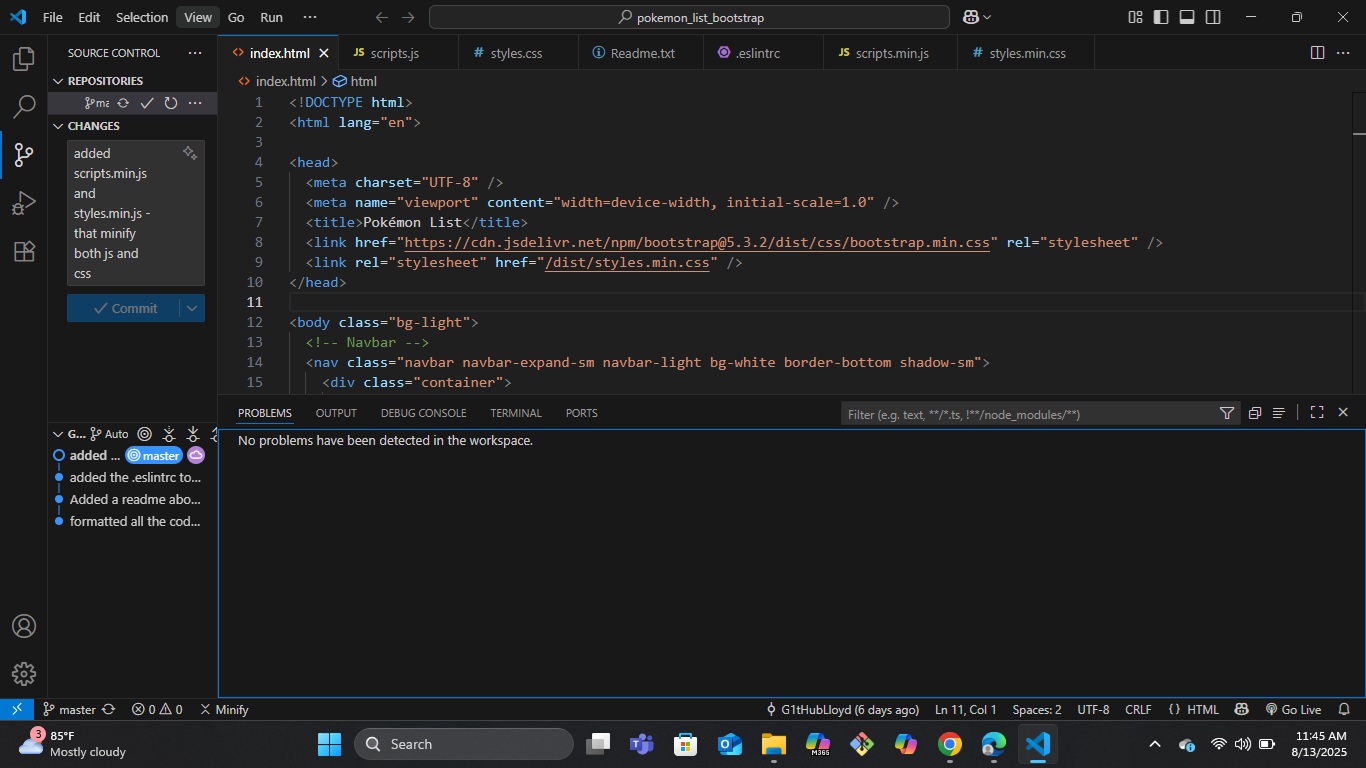 File Edit Selection View Go Run ···
pokemon_list_bootstrap
SOURCE CONTROL ···
index.html
JS scripts.js
# styles.css
Readme.txt
.eslintrc
JS scripts.min.js
# styles.min.css
REPOSITORIES
ma
CHANGES
added
scripts.min.js
and
styles.min.js -
that minify
both js and
css
Commit
G... Auto
added ... master
added the .eslintrc to...
Added a readme abo...
formatted all the cod...
index.html > html
1 <!DOCTYPE html>
2 <html lang="en">
3
4 <head>
5 <meta charset="UTF-8" />
6 <meta name="viewport" content="width=device-width, initial-scale=1.0" />
7 <title>Pokémon List</title>
8 <link href="https://cdn.jsdelivr.net/npm/bootstrap@5.3.2/dist/css/bootstrap.min.css" rel="stylesheet" />
9 <link rel="stylesheet" href="/dist/styles.min.css" />
10 </head>
11
12 <body class="bg-light">
13 <!-- Navbar -->
14 <nav class="navbar navbar-expand-sm navbar-light bg-white border-bottom shadow-sm">
15 <div class="container">
PROBLEMS OUTPUT DEBUG CONSOLE TERMINAL PORTS
Filter (e.g. text, **/*.ts, !**/node_modules/**)
No problems have been detected in the workspace.
master 0 0 Minify
G1tHubLloyd (6 days ago) Ln 11, Col 1 Spaces: 2 UTF-8 CRLF {} HTML Go Live
3
85°F
Mostly cloudy
Search
M365
11:45 AM
8/13/2025